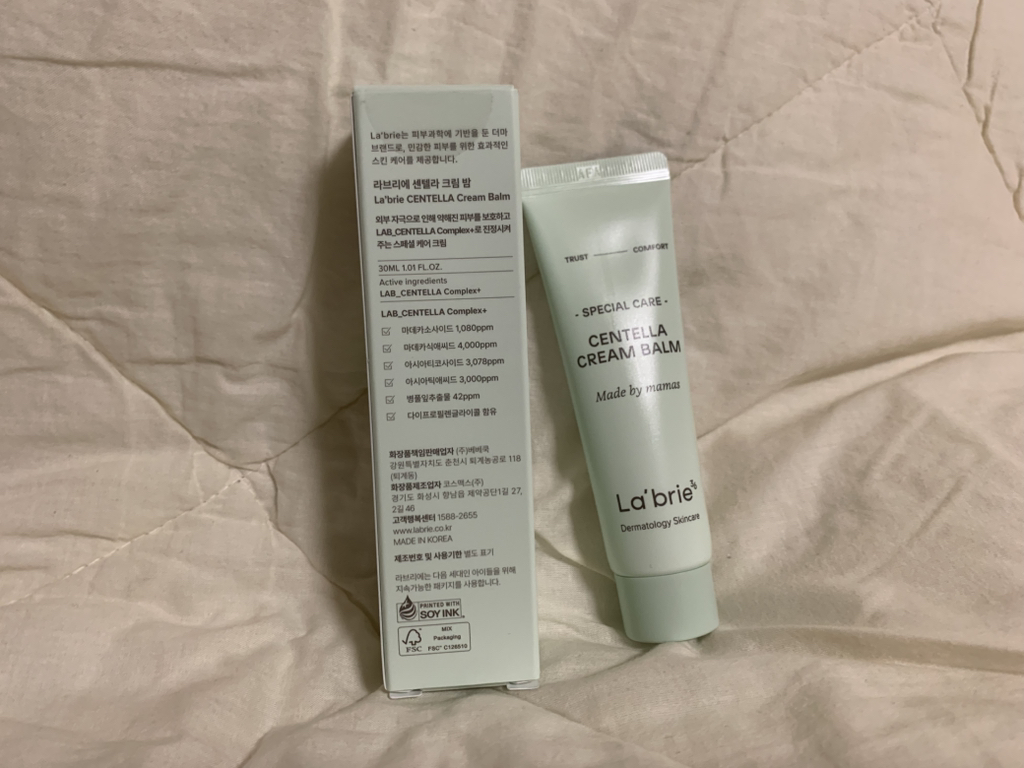 La'brie는 피부과학에 기반을 둔 더마
브랜드로, 민감한 피부를 위한 효과적인
스킨 케어를 제공합니다.
라브리에 센텔라 크림 밤
La'brie CENTELLA Cream Balm
외부 자극으로 인해 약해진 피부를 보호하고
LAB_CENTELLA Complex+로 진정시켜
주는 스페셜 케어 크림
30ML 1.01 FL.OZ.
Active ingredients
LAB_CENTELLA Complex+
LAB_CENTELLA Complex+
마데카소사이드 1,080ppm
마데카식애씨드 4,000ppm
아시아티코사이드 3,078ppm
아시아틱애씨드 3,000ppm
병풀잎추출물 42ppm
다이프로필렌글라이콜 함유
화장품책임판매업자 (주)베베쿡
강원특별자치도 춘천시 퇴계농공로 118
(퇴계동)
화장품제조업자 코스맥스(주)
경기도 화성시 향남읍 제약공단1길 27,
2길 46
고객행복센터 1588-2655
www.labrie.co.kr
MADE IN KOREA
제조번호 및 사용기한 별도 표기
라브리에는 다음 세대인 아이들을 위해
지속가능한 패키지를 사용합니다.
PRINTED WITH
SOY INK
MIX
Packaging
FSC
FSC® C126510
TRUST COMFORT
- SPECIAL CARE -
CENTELLA
CREAM BALM
Made by mamas
La'brie36
Dermatology Skincare